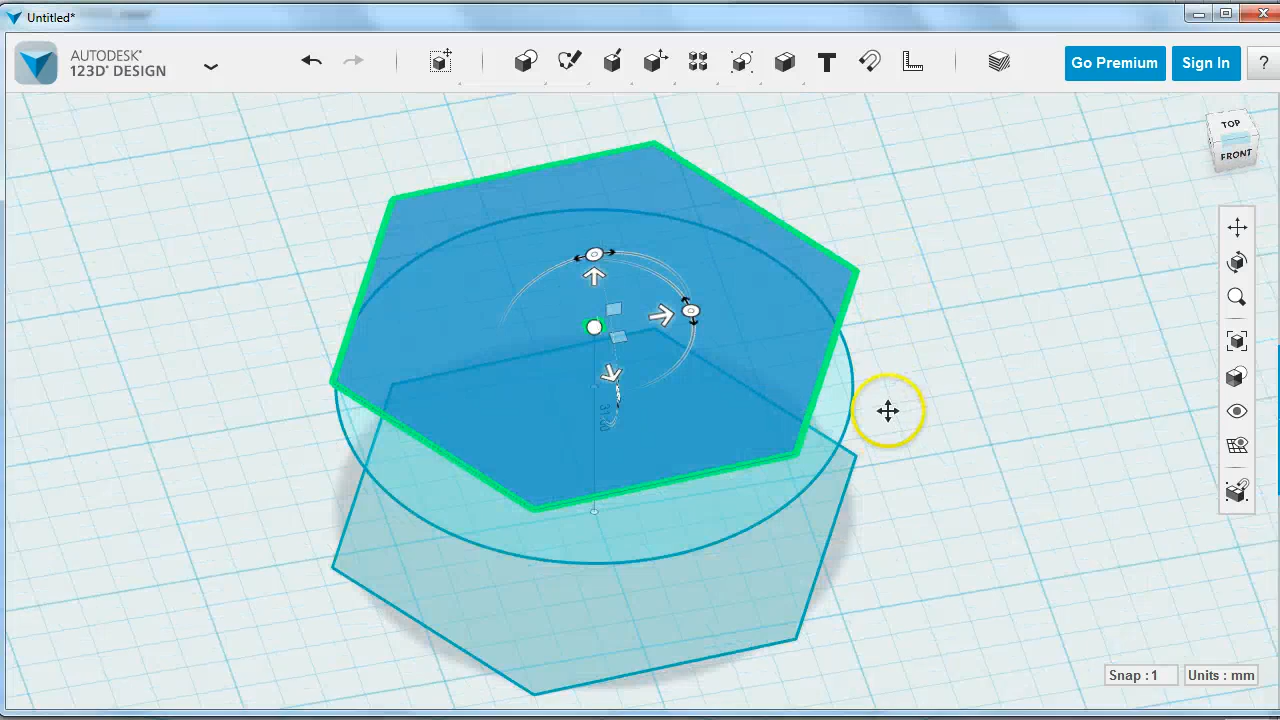 Untitled*
AUTODESK®
123D® DESIGN
T
Go Premium
Sign In
?
TOP
FRONT
Snap : 1
Units : mm